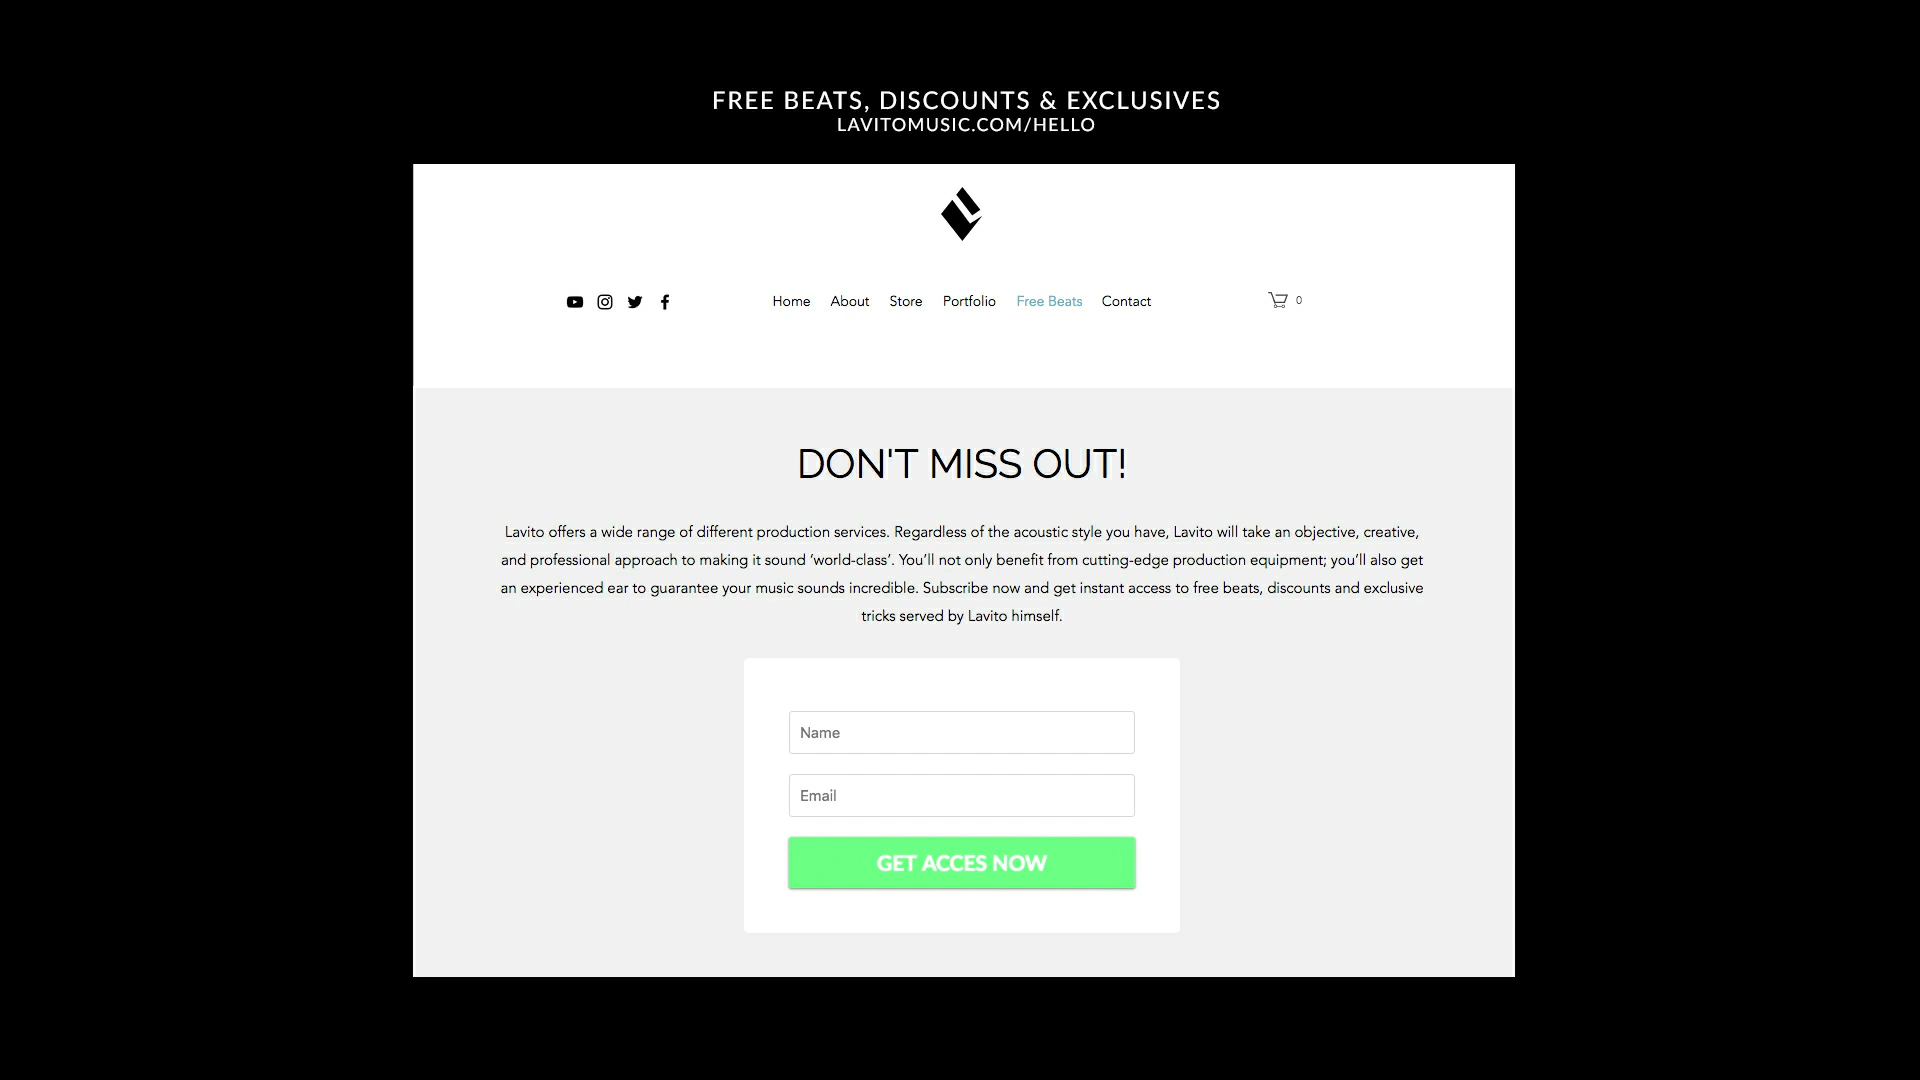 FREE BEATS, DISCOUNTS & EXCLUSIVES
LAVITOMUSIC.COM/HELLO
Home About Store Portfolio Free Beats Contact 0
DON'T MISS OUT!
Lavito offers a wide range of different production services. Regardless of the acoustic style you have, Lavito will take an objective, creative,
and professional approach to making it sound ‘world-class’. You’ll not only benefit from cutting-edge production equipment; you’ll also get
an experienced ear to guarantee your music sounds incredible. Subscribe now and get instant access to free beats, discounts and exclusive
tricks served by Lavito himself.
Name
Email
GET ACCES NOW